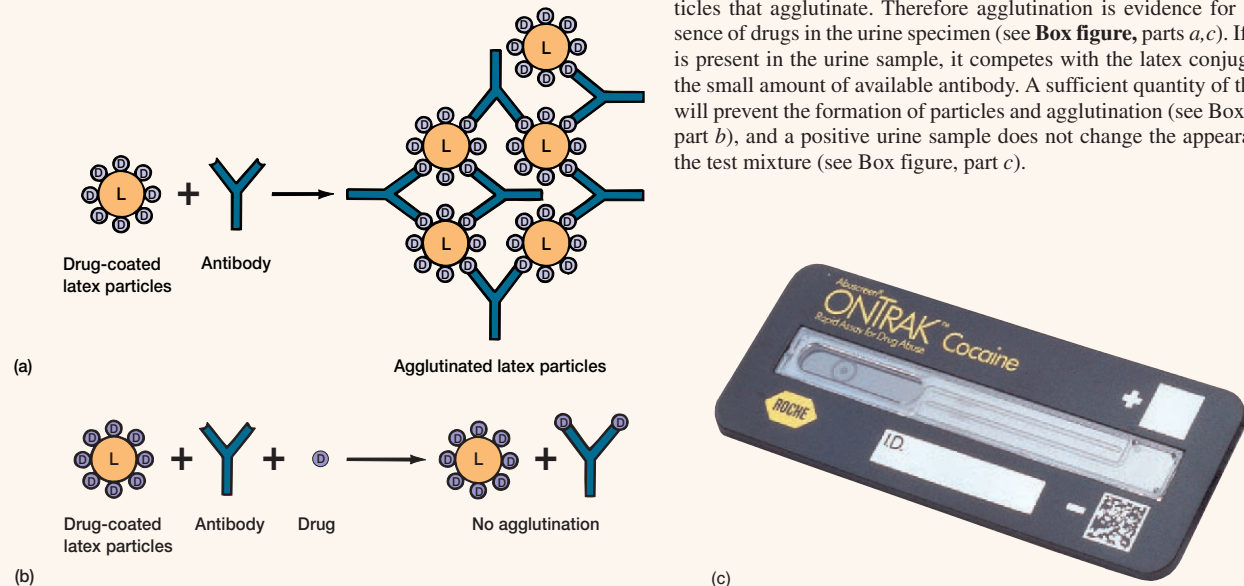 ticles that agglutinate. Therefore agglutination is evidence for
sence of drugs in the urine specimen (see Box figure, parts a,c). If
is present in the urine sample, it competes with the latex conjug
the small amount of available antibody. A sufficient quantity of th
will prevent the formation of particles and agglutination (see Box
part b), and a positive urine sample does not change the appeara
the test mixture (see Box figure, part c).
D D D D D D D D
L
+
Drug-coated
latex particles
Antibody
D D D D D D D D
L
D D D D D D D D
L
D D D D D D D D
L
D D D D D D D D
L
D D D D D D D D
L
Agglutinated latex particles
(a)
D D D D D D D D
L
+
+
D
D D D D D D D D
L
+
D D
Drug-coated
latex particles
Antibody
Drug
No agglutination
(b)
Abuscreen®
ONTRAK™ Cocaine
Rapid Assay for Drug Abuse
ROCHE
+
I.D.
-
(c)